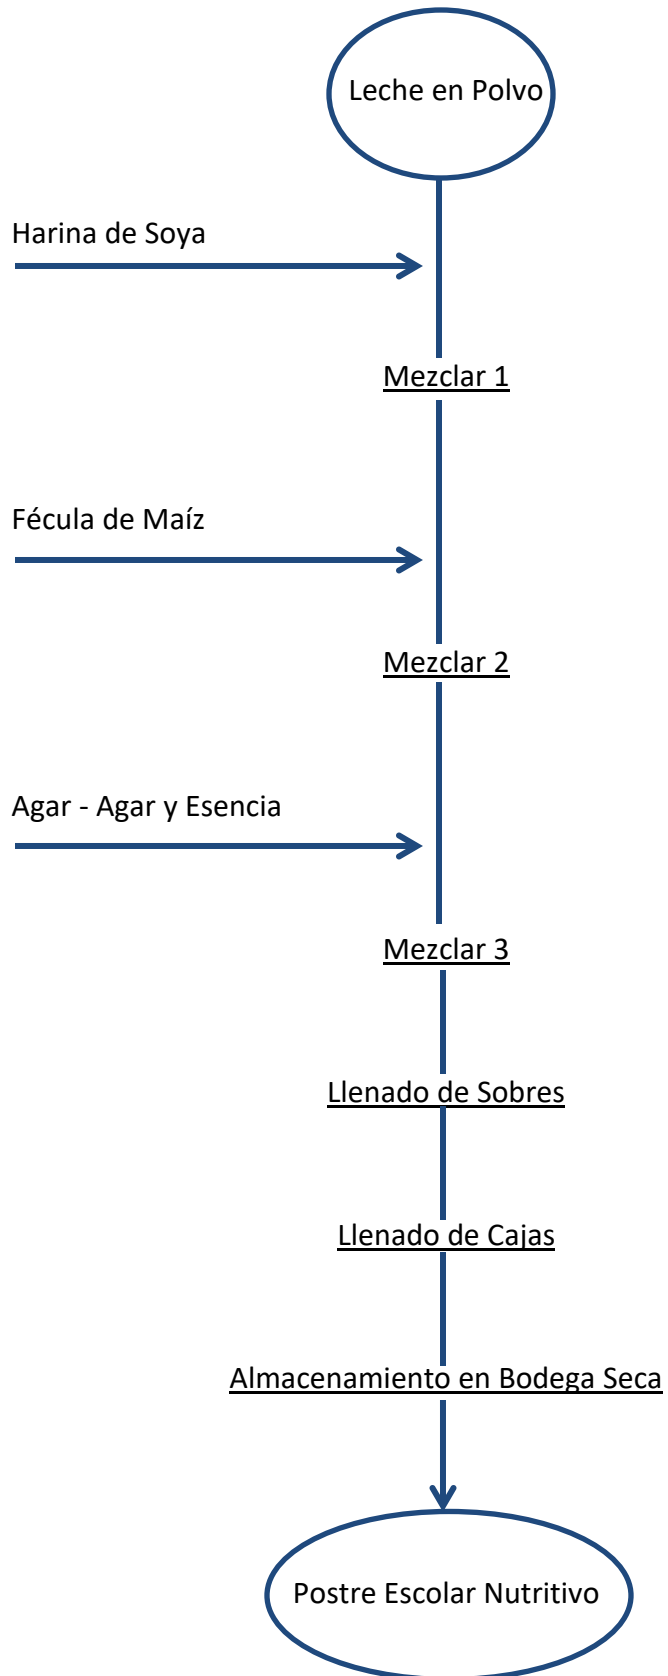 Leche en Polvo
Harina de Soya
Mezclar 1
Fécula de Maíz
Mezclar 2
Agar - Agar y Esencia
Mezclar 3
Llenado de Sobres
Llenado de Cajas
Almacenamiento en Bodega Seca
Postre Escolar Nutritivo